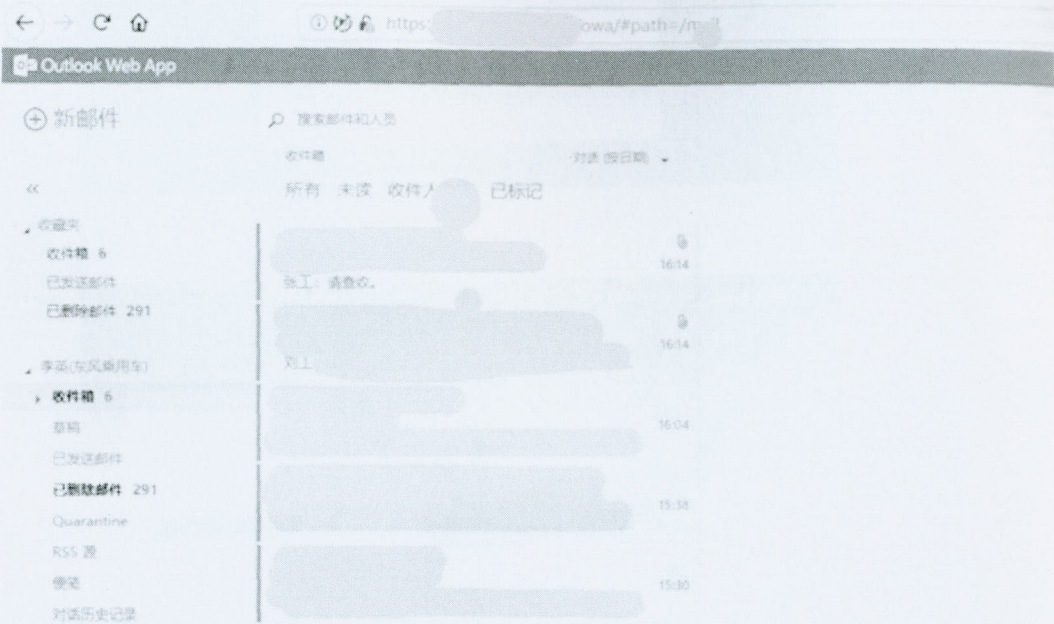 https:
owa/#path=/mail
Outlook Web App
新邮件
搜索邮件和人员
收件箱
对话 (按日期)
«
所有 未读 收件人
已标记
收藏夹
收件箱 6
已发送邮件
已删除邮件 291
16:14
张工：请查收。
16:14
刘工
李英(东风乘用车)
收件箱 6
16:04
草稿
已发送邮件
已删除邮件 291
15:38
Quarantine
RSS 源
便笺
15:30
对话历史记录